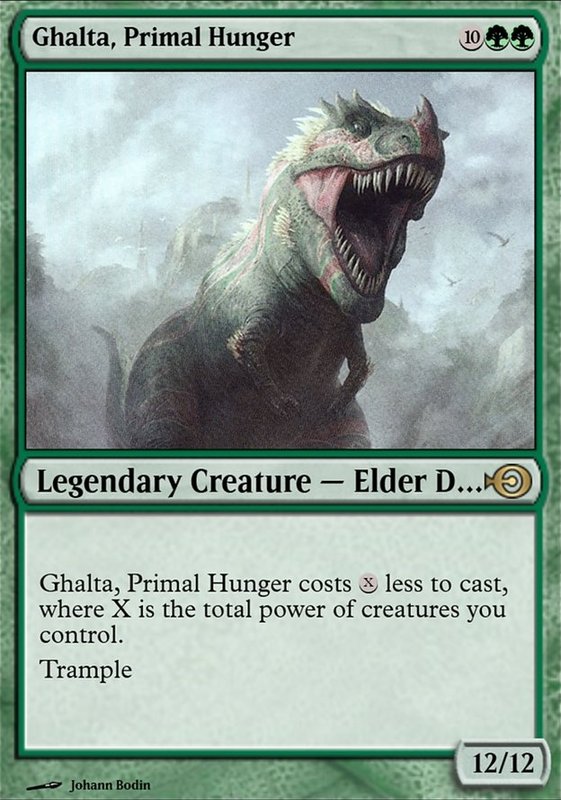 Ghalta, Primal Hunger 10
Legendary Creature — Elder D...
Ghalta, Primal Hunger costs X less to cast,
where X is the total power of creatures you
control.
Trample
12/12
Johann Bodin